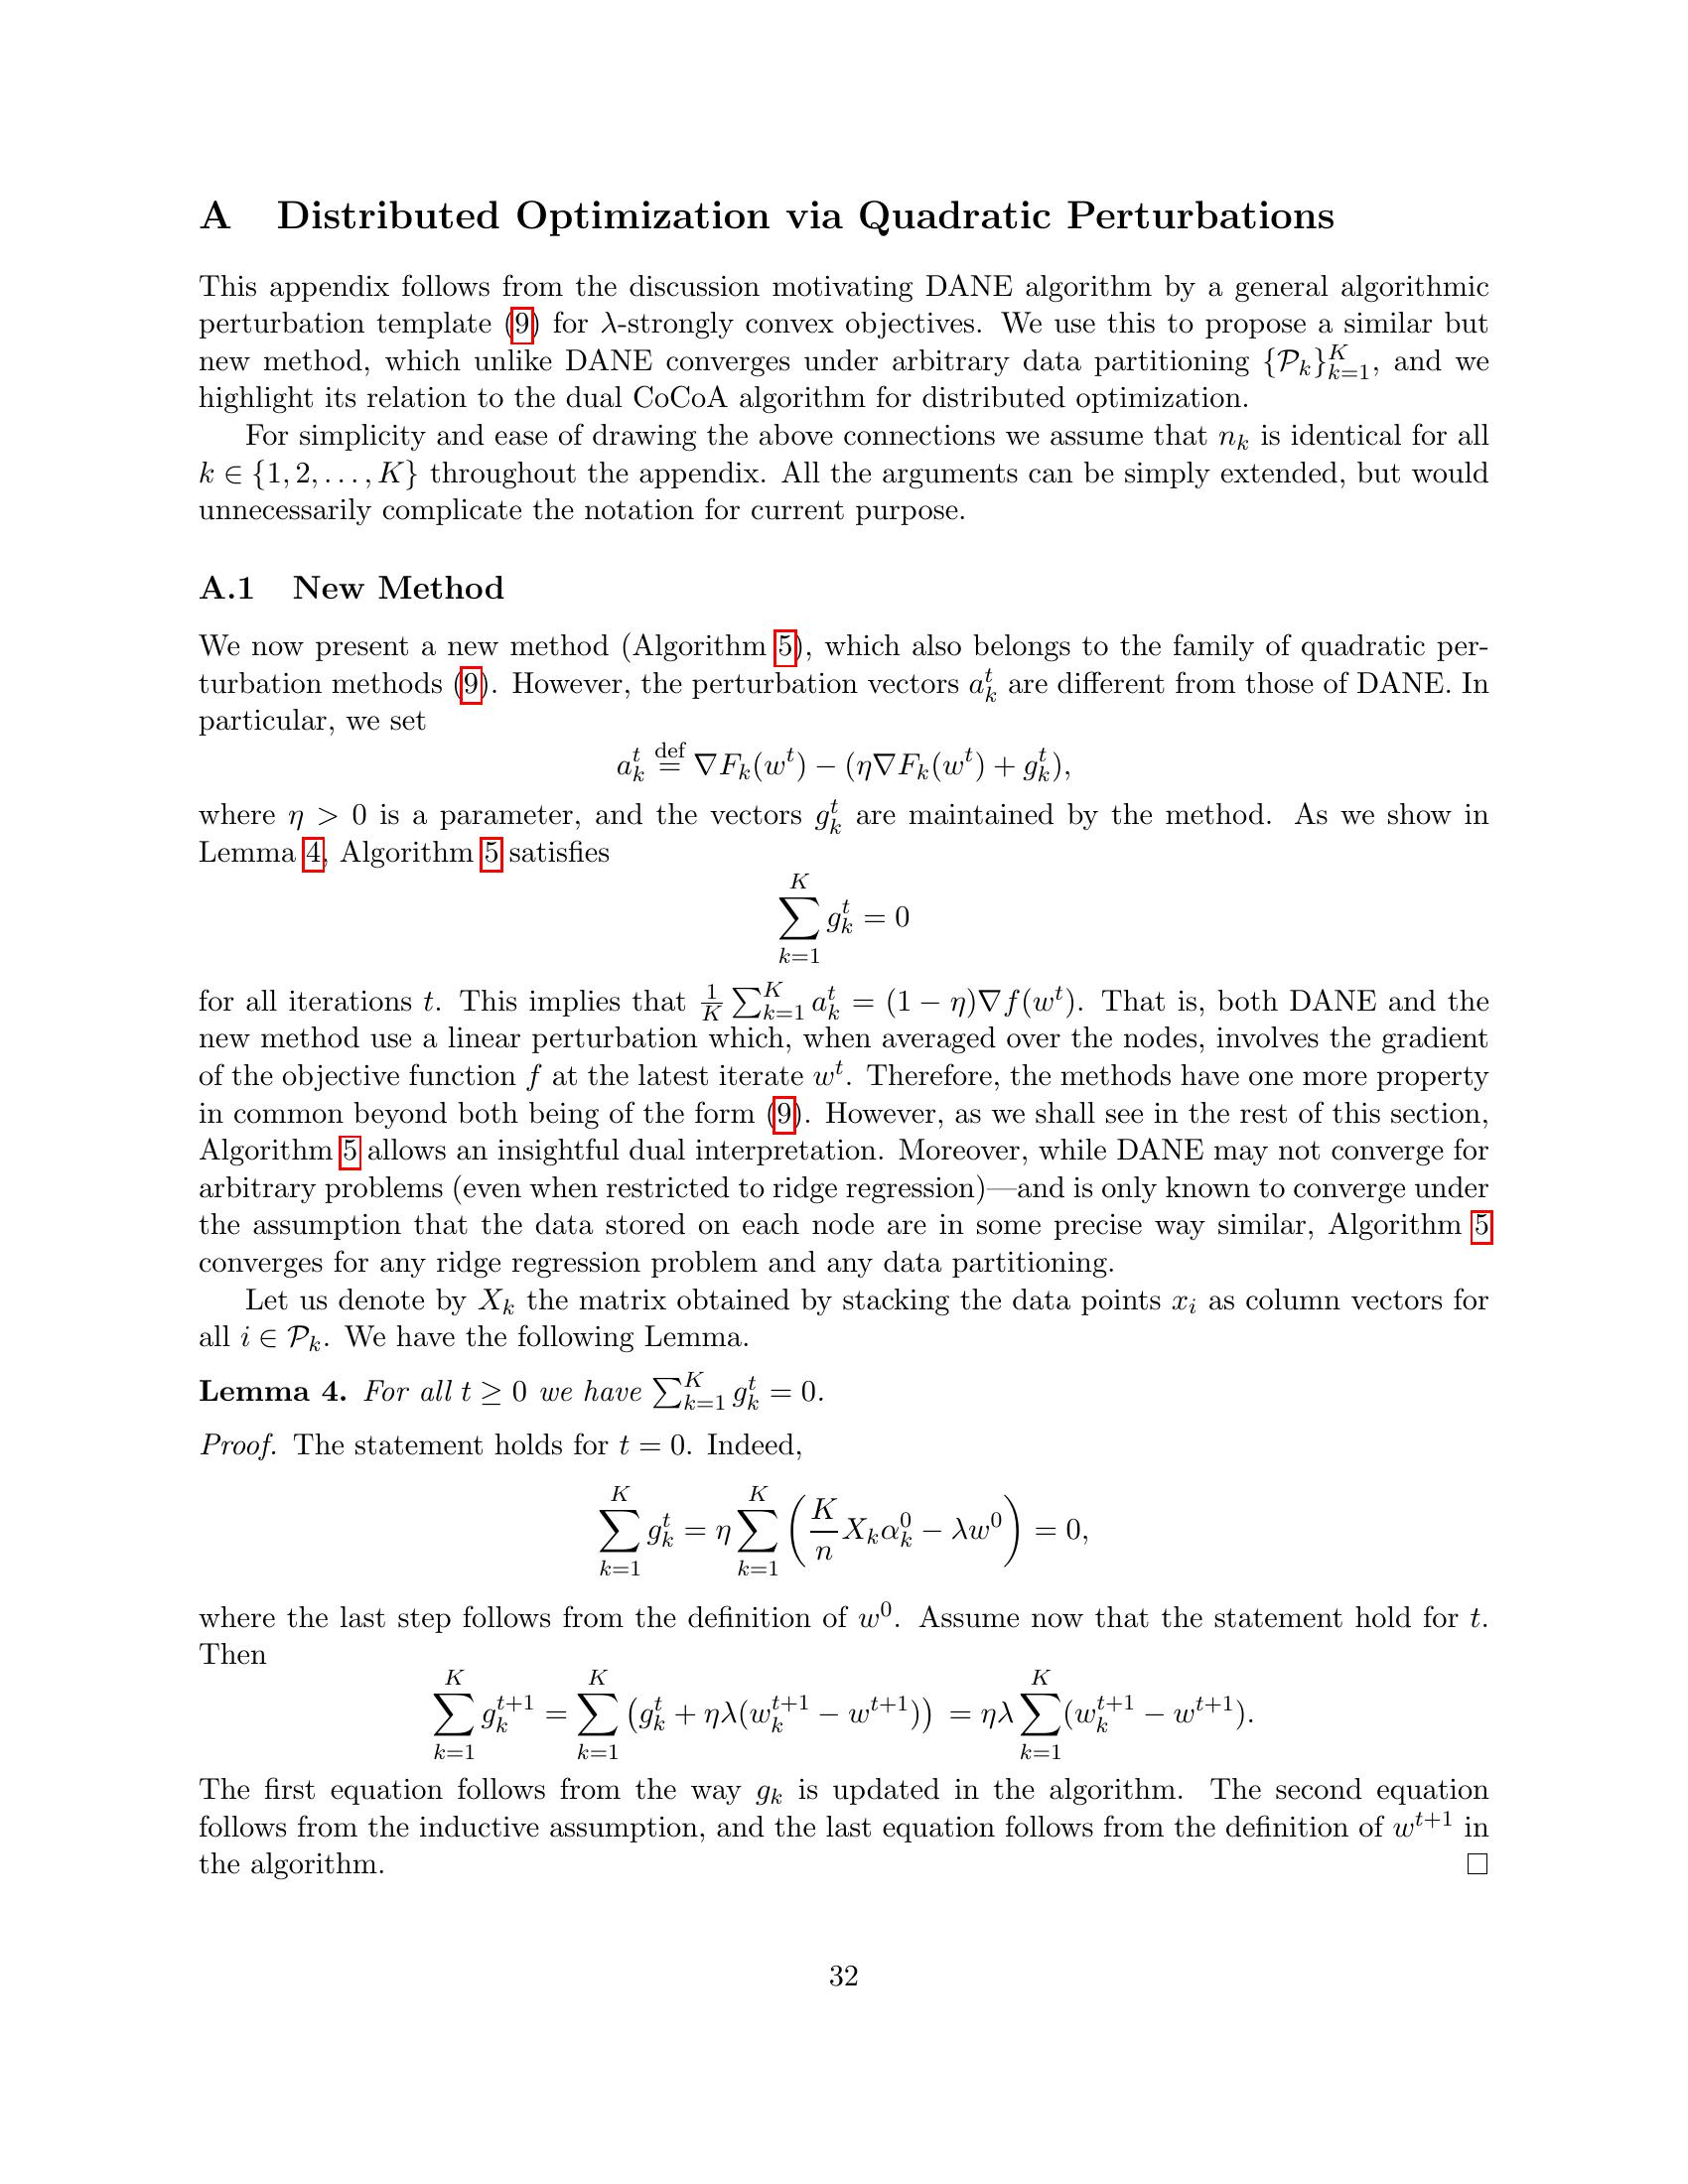 A Distributed Optimization via Quadratic Perturbations
This appendix follows from the discussion motivating DANE algorithm by a general algorithmic
perturbation template (9) for λ-strongly convex objectives. We use this to propose a similar but
new method, which unlike DANE converges under arbitrary data partitioning $\{\mathcal{P}_k\}_{k=1}^K$, and we
highlight its relation to the dual CoCoA algorithm for distributed optimization.
For simplicity and ease of drawing the above connections we assume that $n_k$ is identical for all
$k \in \{1, 2, \dots, K\}$ throughout the appendix. All the arguments can be simply extended, but would
unnecessarily complicate the notation for current purpose.
A.1 New Method
We now present a new method (Algorithm 5), which also belongs to the family of quadratic per-
turbation methods (9). However, the perturbation vectors $a_k^t$ are different from those of DANE. In
particular, we set
$a_k^t \stackrel{\text{def}}{=} \nabla F_k(w^t) - (\eta \nabla F_k(w^t) + g_k^t),$
where $\eta > 0$ is a parameter, and the vectors $g_k^t$ are maintained by the method. As we show in
Lemma 4, Algorithm 5 satisfies
$\sum_{k=1}^K g_k^t = 0$
for all iterations $t$. This implies that $\frac{1}{K} \sum_{k=1}^K a_k^t = (1 - \eta) \nabla f(w^t)$. That is, both DANE and the
new method use a linear perturbation which, when averaged over the nodes, involves the gradient
of the objective function $f$ at the latest iterate $w^t$. Therefore, the methods have one more property
in common beyond both being of the form (9). However, as we shall see in the rest of this section,
Algorithm 5 allows an insightful dual interpretation. Moreover, while DANE may not converge for
arbitrary problems (even when restricted to ridge regression)—and is only known to converge under
the assumption that the data stored on each node are in some precise way similar, Algorithm 5
converges for any ridge regression problem and any data partitioning.
Let us denote by $X_k$ the matrix obtained by stacking the data points $x_i$ as column vectors for
all $i \in \mathcal{P}_k$. We have the following Lemma.
Lemma 4. For all $t \geq 0$ we have $\sum_{k=1}^K g_k^t = 0$.
Proof. The statement holds for $t = 0$. Indeed,
$\sum_{k=1}^K g_k^t = \eta \sum_{k=1}^K \left( \frac{K}{n} X_k \alpha_k^0 - \lambda w^0 \right) = 0,$
where the last step follows from the definition of $w^0$. Assume now that the statement hold for $t$.
Then
$\sum_{k=1}^K g_k^{t+1} = \sum_{k=1}^K \left( g_k^t + \eta \lambda (w_k^{t+1} - w^{t+1}) \right) = \eta \lambda \sum_{k=1}^K (w_k^{t+1} - w^{t+1}).$
The first equation follows from the way $g_k$ is updated in the algorithm. The second equation
follows from the inductive assumption, and the last equation follows from the definition of $w^{t+1}$ in
the algorithm. □
32